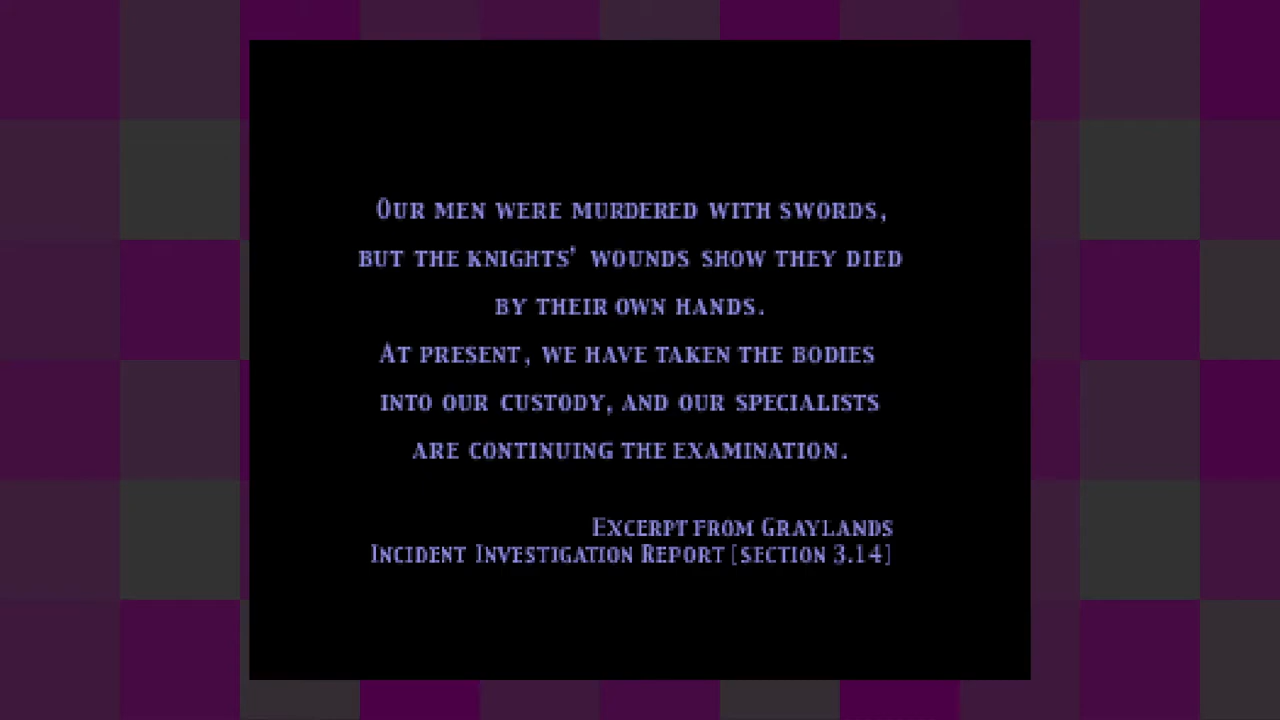 Our men were murdered with swords,
but the knights' wounds show they died
by their own hands.
At present, we have taken the bodies
into our custody, and our specialists
are continuing the examination.
Excerpt from Graylands
Incident Investigation Report [section 3.14]